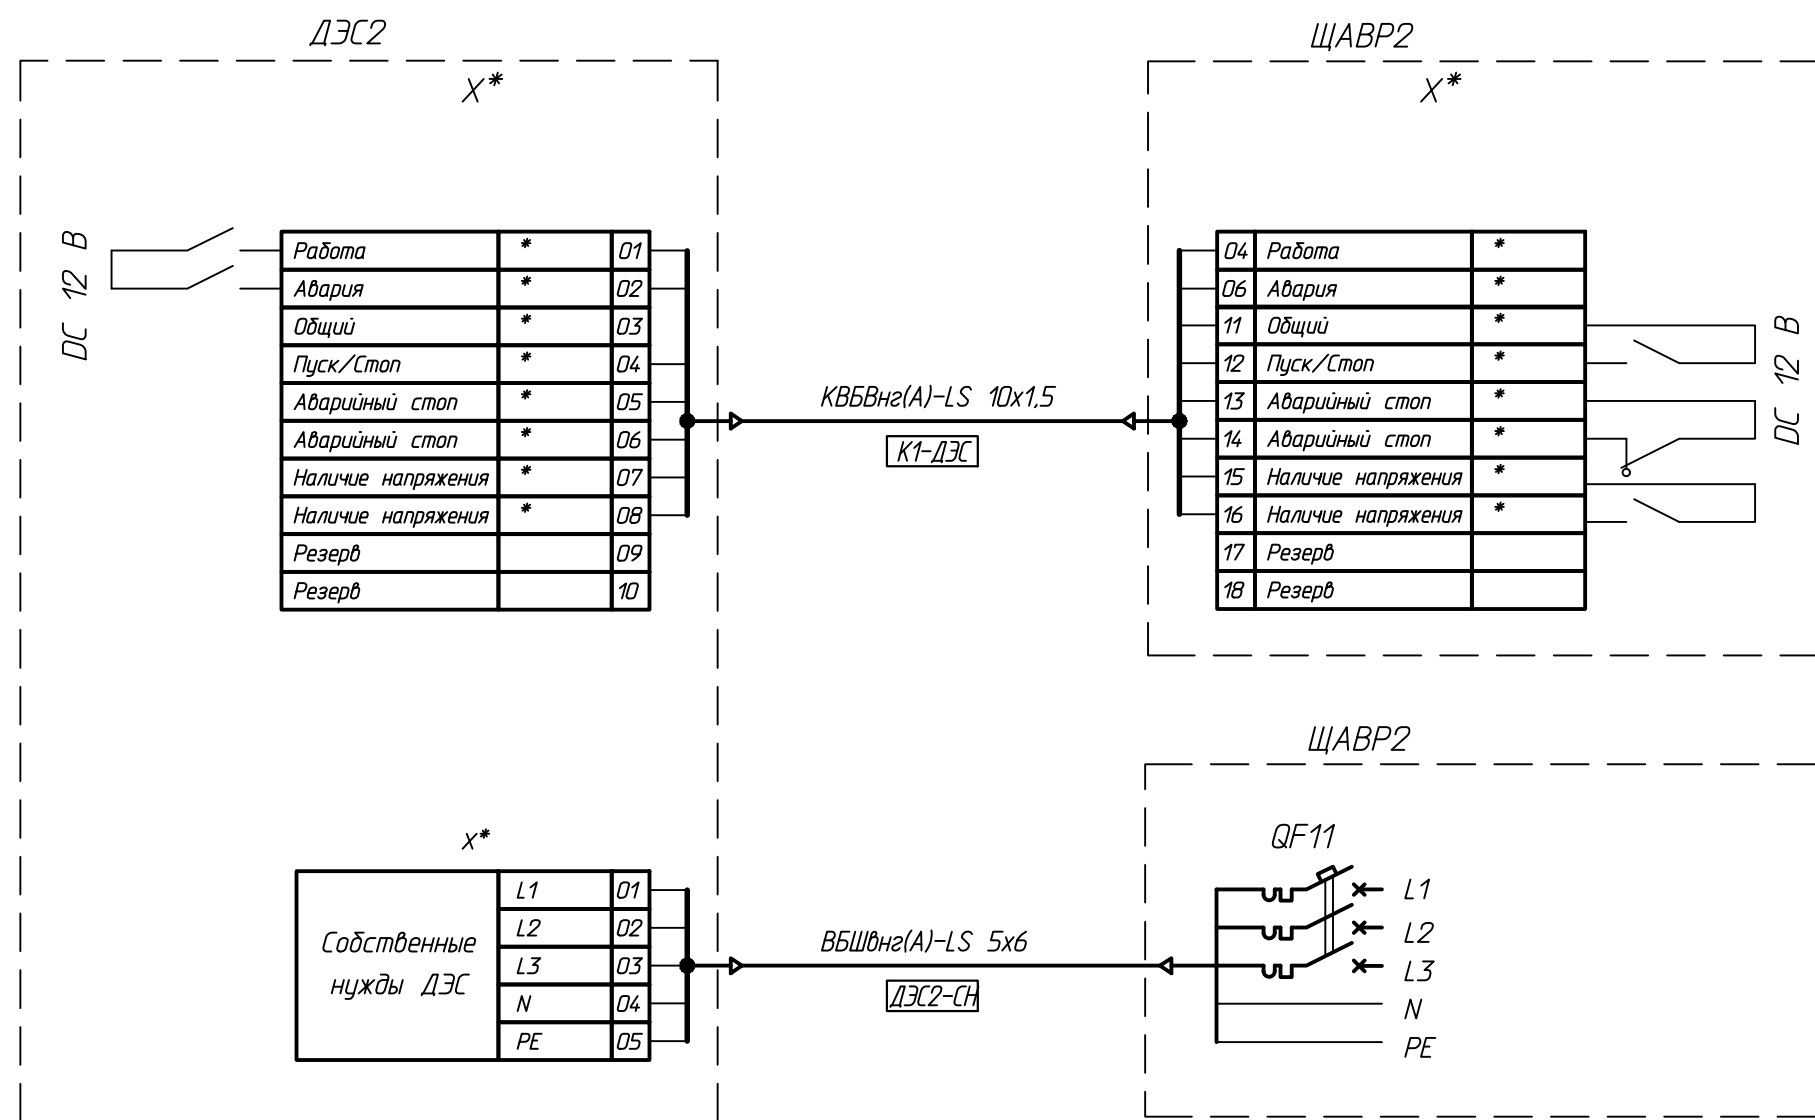 ДЭС2
X*
DC 12 В
Работа * 01
Авария * 02
Общий * 03
Пуск/Стоп * 04
Аварийный стоп * 05
Аварийный стоп * 06
Наличие напряжения * 07
Наличие напряжения * 08
Резерв 09
Резерв 10
КВБВнг(А)-LS 10x1,5
К1-ДЭС
ЩАВР2
X*
04 Работа *
06 Авария *
11 Общий *
12 Пуск/Стоп *
13 Аварийный стоп *
14 Аварийный стоп *
15 Наличие напряжения *
16 Наличие напряжения *
17 Резерв
18 Резерв
DC 12 В
x*
Собственные
нужды ДЭС
L1 01
L2 02
L3 03
N 04
PE 05
ВБШвнг(А)-LS 5x6
ДЭС2-СН
ЩАВР2
QF11
L1
L2
L3
N
PE